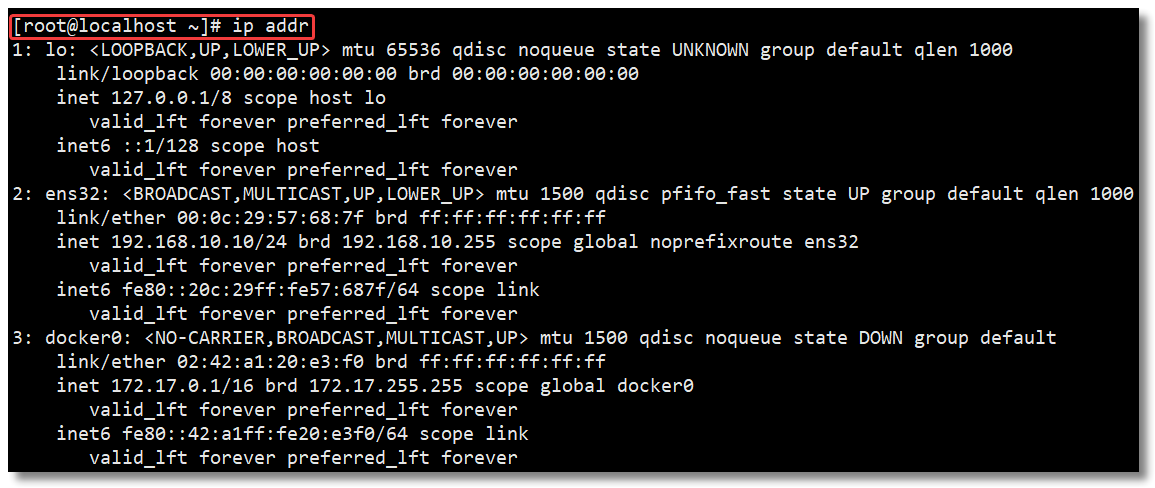 [root@localhost ~]# ip addr
1: lo: <LOOPBACK,UP,LOWER_UP> mtu 65536 qdisc noqueue state UNKNOWN group default qlen 1000
    link/loopback 00:00:00:00:00:00 brd 00:00:00:00:00:00
    inet 127.0.0.1/8 scope host lo
       valid_lft forever preferred_lft forever
    inet6 ::1/128 scope host
       valid_lft forever preferred_lft forever
2: ens32: <BROADCAST,MULTICAST,UP,LOWER_UP> mtu 1500 qdisc pfifo_fast state UP group default qlen 1000
    link/ether 00:0c:29:57:68:7f brd ff:ff:ff:ff:ff:ff
    inet 192.168.10.10/24 brd 192.168.10.255 scope global noprefixroute ens32
       valid_lft forever preferred_lft forever
    inet6 fe80::20c:29ff:fe57:687f/64 scope link
       valid_lft forever preferred_lft forever
3: docker0: <NO-CARRIER,BROADCAST,MULTICAST,UP> mtu 1500 qdisc noqueue state DOWN group default
    link/ether 02:42:a1:20:e3:f0 brd ff:ff:ff:ff:ff:ff
    inet 172.17.0.1/16 brd 172.17.255.255 scope global docker0
       valid_lft forever preferred_lft forever
    inet6 fe80::42:a1ff:fe20:e3f0/64 scope link
       valid_lft forever preferred_lft forever